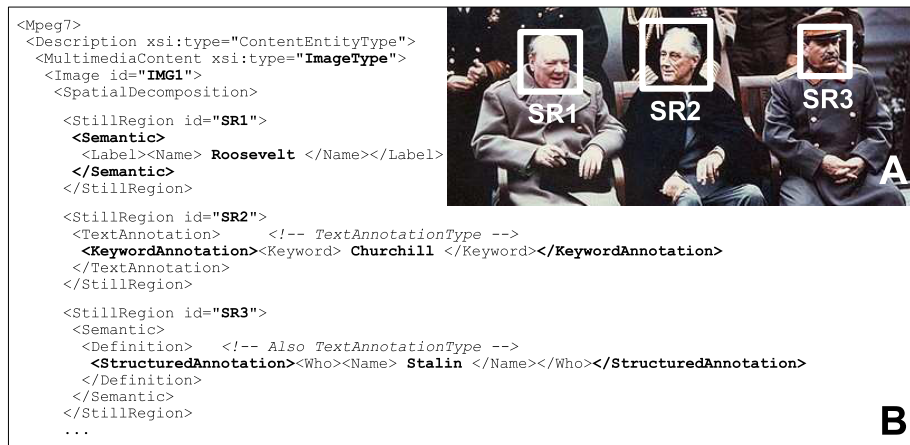 <Mpeg7>
<Description xsi:type="ContentEntityType">
<MultimediaContent xsi:type="ImageType">
<Image id="IMG1">
<SpatialDecomposition>
<StillRegion id="SR1">
<Semantic>
<Label><Name> Roosevelt </Name></Label>
</Semantic>
</StillRegion>
<StillRegion id="SR2">
<TextAnnotation> <!-- TextAnnotationType -->
<KeywordAnnotation><Keyword> Churchill </Keyword></KeywordAnnotation>
</TextAnnotation>
</StillRegion>
<StillRegion id="SR3">
<Semantic>
<Definition> <!-- Also TextAnnotationType -->
<StructuredAnnotation><Who><Name> Stalin </Name></Who></StructuredAnnotation>
</Definition>
</Semantic>
</StillRegion>
...
SR1 SR2 SR3
A
B